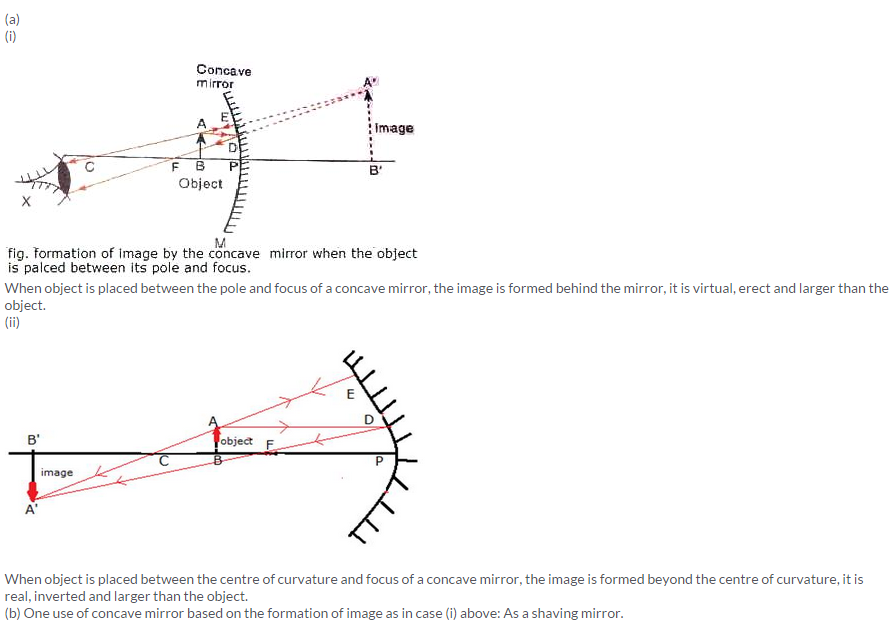 (a)
(i)
Concave
mirror
A'
A
E
Image
D
C
F
B
P
B'
Object
X
M
fig. formation of image by the concave mirror when the object
is palced between its pole and focus.
When object is placed between the pole and focus of a concave mirror, the image is formed behind the mirror, it is virtual, erect and larger than the
object.
(ii)
E
A
D
B'
object
F
C
B
P
image
A'
When object is placed between the centre of curvature and focus of a concave mirror, the image is formed beyond the centre of curvature, it is
real, inverted and larger than the object.
(b) One use of concave mirror based on the formation of image as in case (i) above: As a shaving mirror.